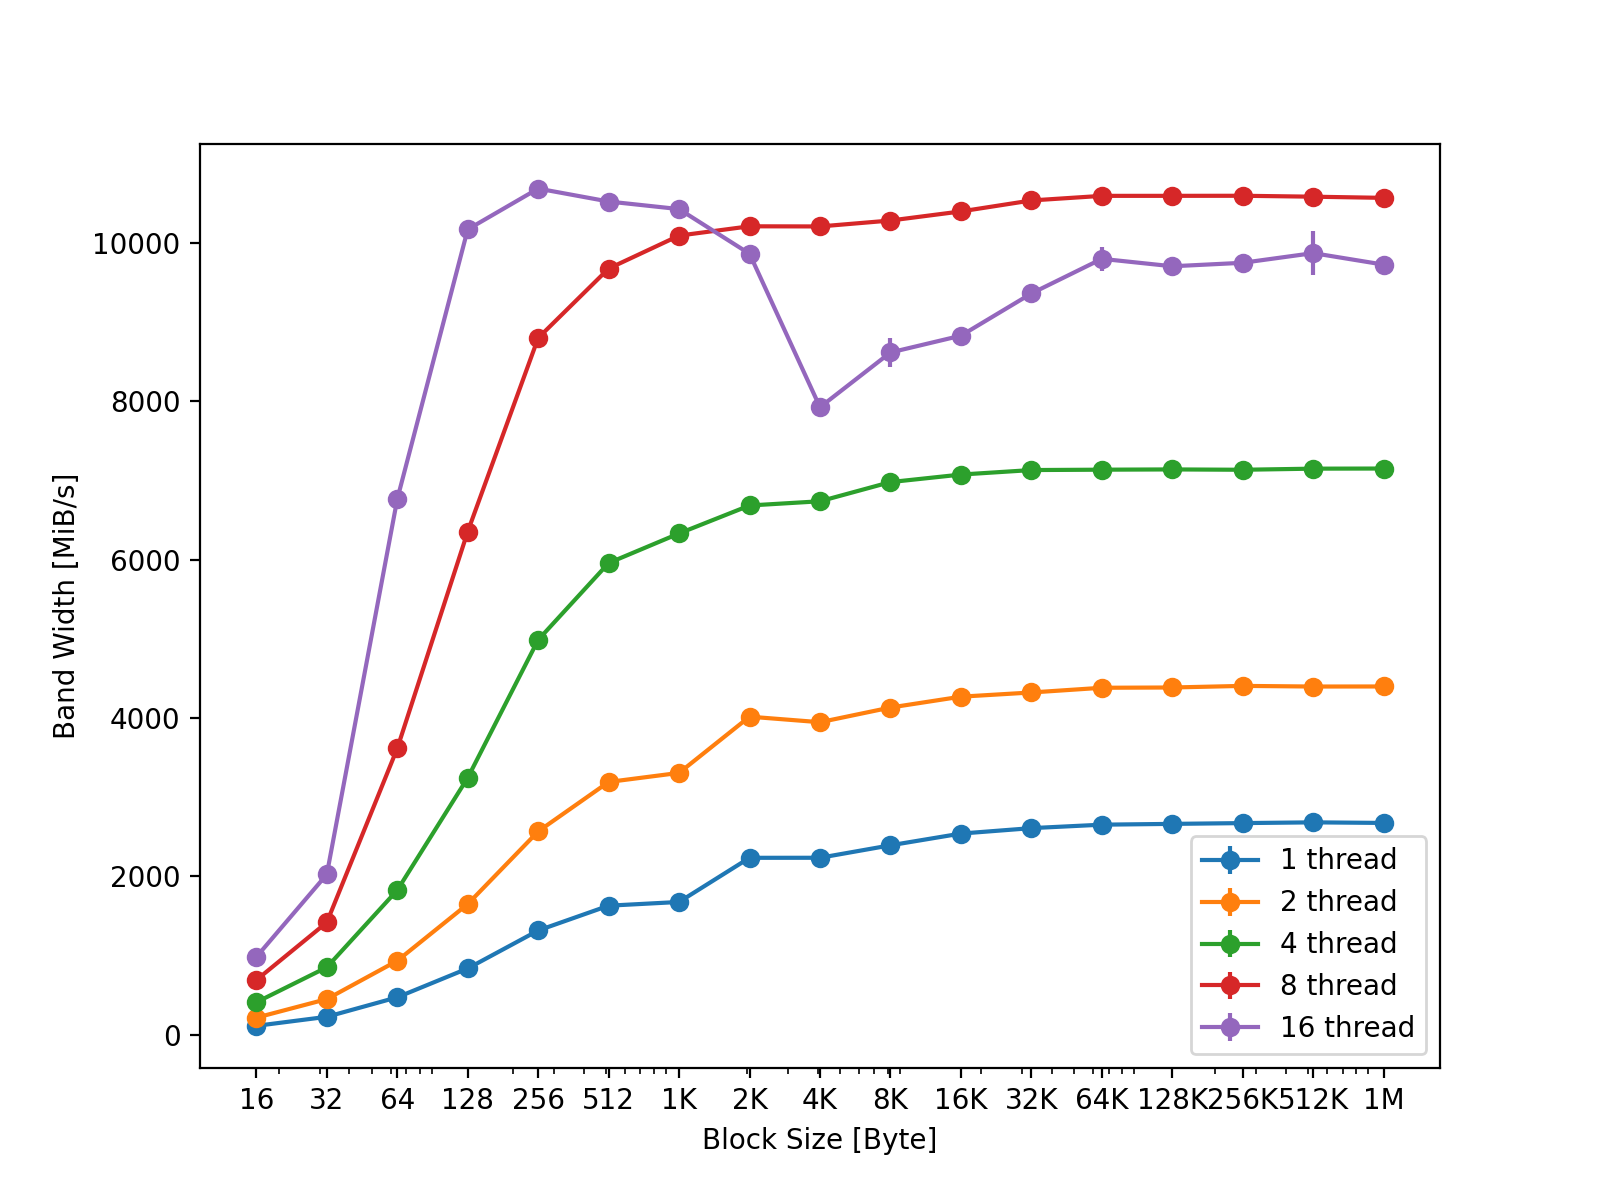 10000
8000
6000
4000
2000
0
Band Width [MiB/s]
1 thread
2 thread
4 thread
8 thread
16 thread
16 32 64 128 256 512 1K 2K 4K 8K 16K 32K 64K 128K 256K 512K 1M
Block Size [Byte]